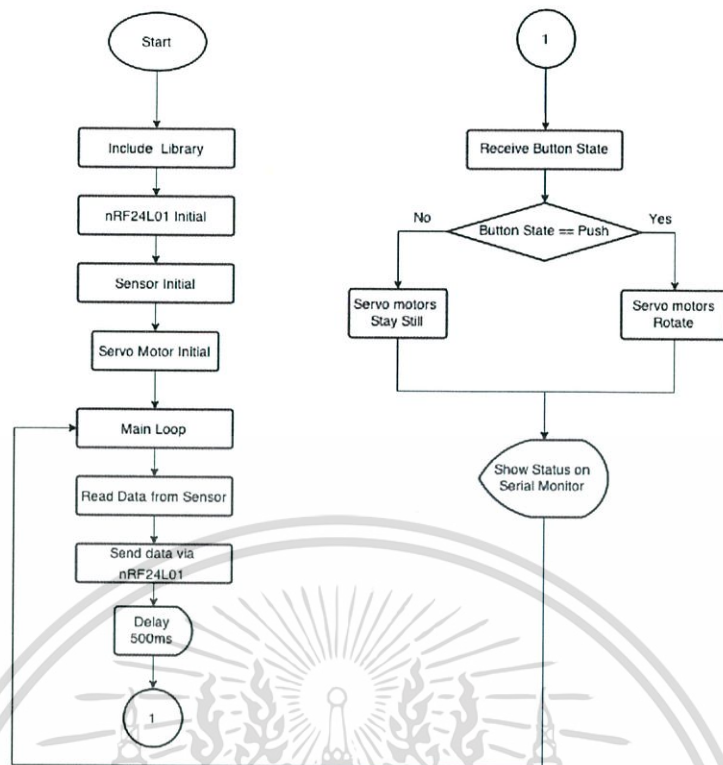 Start
Include Library
nRF24L01 Initial
Sensor Initial
Servo Motor Initial
Main Loop
Read Data from Sensor
Send data via
nRF24L01
Delay
500ms
1
1
Receive Button State
Button State == Push
No
Yes
Servo motors
Stay Still
Servo motors
Rotate
Show Status on
Serial Monitor